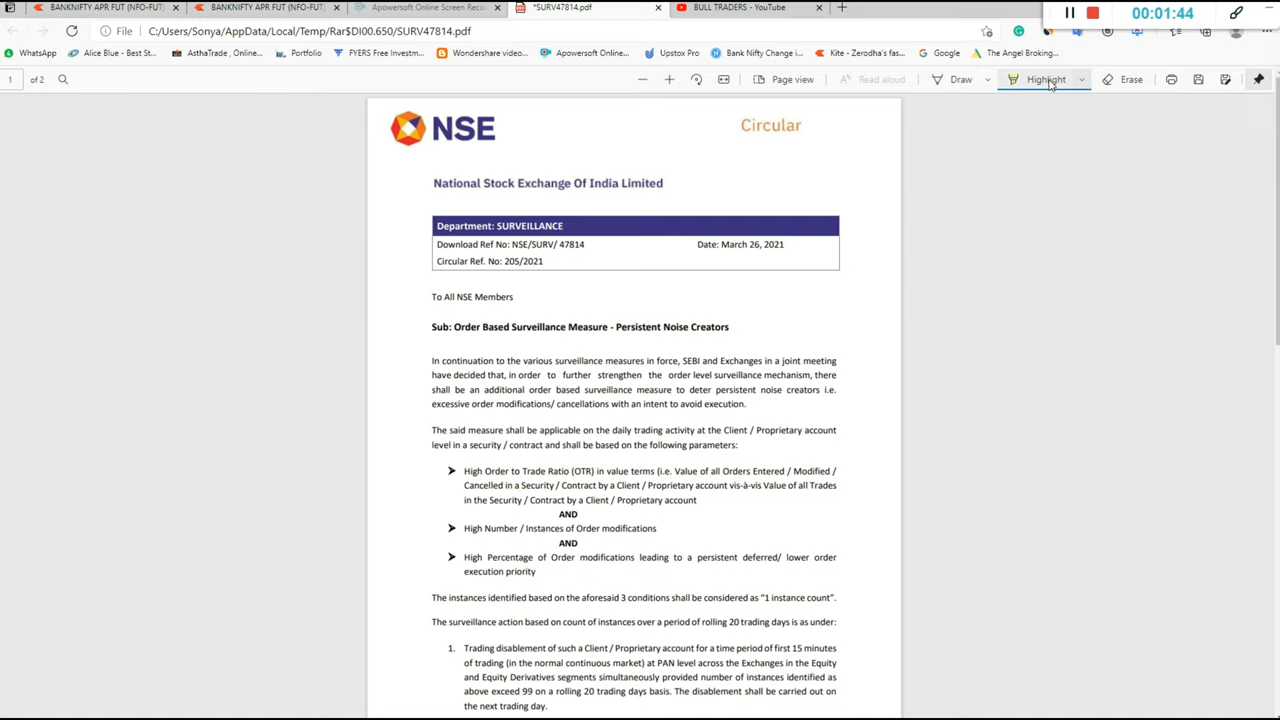 BANKNIFTY APR FUT (NFO-FUT)
BANKNIFTY APR FUT (NFO-FUT)
Apowersoft Online Screen Recor
*SURV47814.pdf
BULL TRADERS - YouTube
00:01:44
File
C:/Users/Sonya/AppData/Local/Temp/Rar$DI00.650/SURV47814.pdf
WhatsApp
Alice Blue - Best St...
AsthaTrade , Online...
Portfolio
FYERS Free Investm...
Wondershare video...
Apowersoft Online...
Upstox Pro
Bank Nifty Change i...
Kite - Zerodha's fas...
Google
The Angel Broking...
1 of 2
Page view
Read aloud
Draw
Highlight
Erase
NSE
Circular
National Stock Exchange Of India Limited
Department: SURVEILLANCE
Download Ref No: NSE/SURV/ 47814 Date: March 26, 2021
Circular Ref. No: 205/2021
To All NSE Members
Sub: Order Based Surveillance Measure - Persistent Noise Creators
In continuation to the various surveillance measures in force, SEBI and Exchanges in a joint meeting
have decided that, in order to further strengthen the order level surveillance mechanism, there
shall be an additional order based surveillance measure to deter persistent noise creators i.e.
excessive order modifications/ cancellations with an intent to avoid execution.
The said measure shall be applicable on the daily trading activity at the Client / Proprietary account
level in a security / contract and shall be based on the following parameters:
➤ High Order to Trade Ratio (OTR) in value terms (i.e. Value of all Orders Entered / Modified /
Cancelled in a Security / Contract by a Client / Proprietary account vis-à-vis Value of all Trades
in the Security / Contract by a Client / Proprietary account
AND
➤ High Number / Instances of Order modifications
AND
➤ High Percentage of Order modifications leading to a persistent deferred/ lower order
execution priority
The instances identified based on the aforesaid 3 conditions shall be considered as “1 instance count”.
The surveillance action based on count of instances over a period of rolling 20 trading days is as under:
1. Trading disablement of such a Client / Proprietary account for a time period of first 15 minutes
of trading (in the normal continuous market) at PAN level across the Exchanges in the Equity
and Equity Derivatives segments simultaneously provided number of instances identified as
above exceed 99 on a rolling 20 trading days basis. The disablement shall be carried out on
the next trading day.